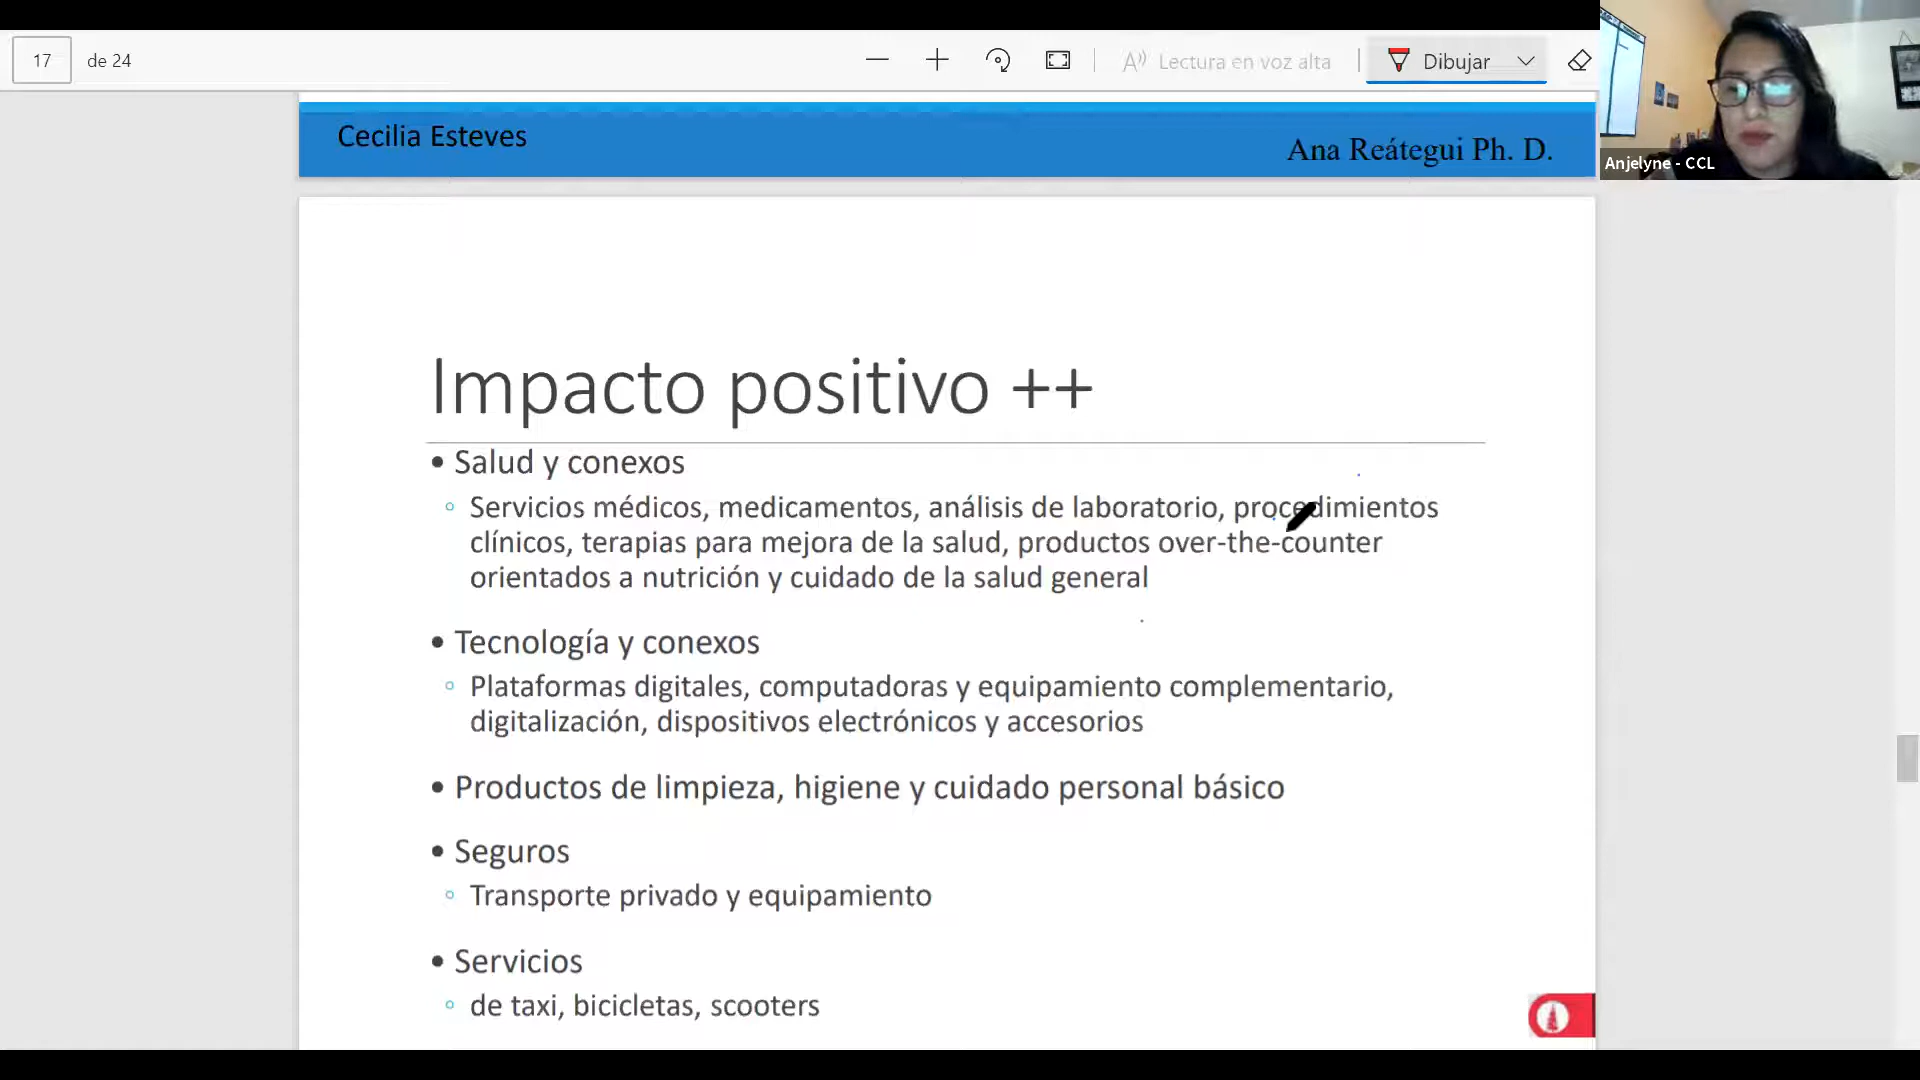 17 de 24
Lectura en voz alta
Dibujar
Anjelyne - CCL
Cecilia Esteves
Ana Reátegui Ph. D.
Impacto positivo ++
• Salud y conexos
◦ Servicios médicos, medicamentos, análisis de laboratorio, procedimientos
clínicos, terapias para mejora de la salud, productos over-the-counter
orientados a nutrición y cuidado de la salud general
• Tecnología y conexos
◦ Plataformas digitales, computadoras y equipamiento complementario,
digitalización, dispositivos electrónicos y accesorios
• Productos de limpieza, higiene y cuidado personal básico
• Seguros
◦ Transporte privado y equipamiento
• Servicios
◦ de taxi, bicicletas, scooters